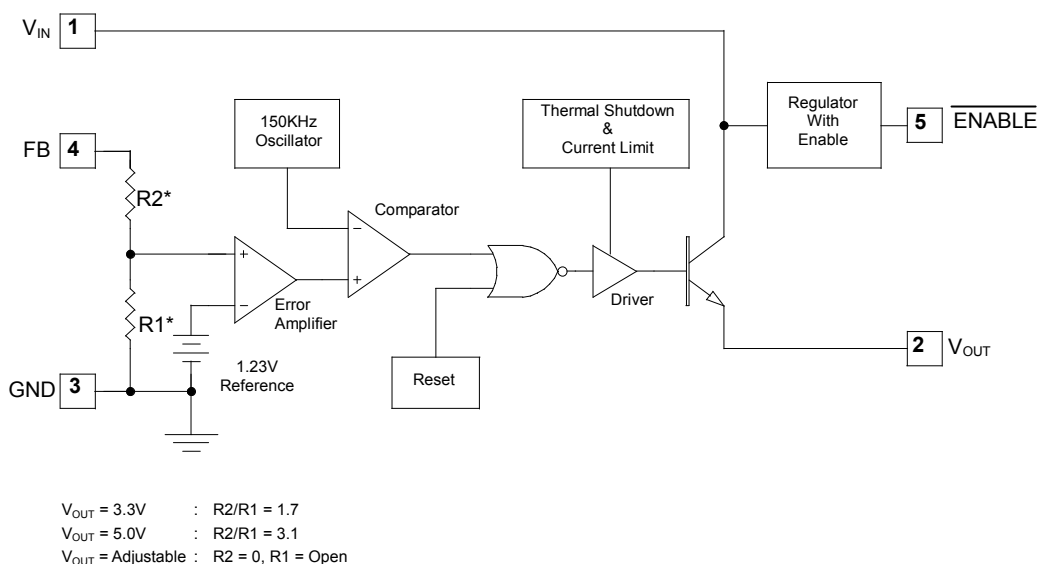 VIN 1
150KHz
Oscillator
Thermal Shutdown
&
Current Limit
Regulator
With
Enable
5 ENABLE
FB 4
R2*
Comparator
−
+
+
−
Error
Amplifier
Driver
R1*
1.23V
Reference
Reset
2 VOUT
GND 3
VOUT = 3.3V : R2/R1 = 1.7
VOUT = 5.0V : R2/R1 = 3.1
VOUT = Adjustable : R2 = 0, R1 = Open